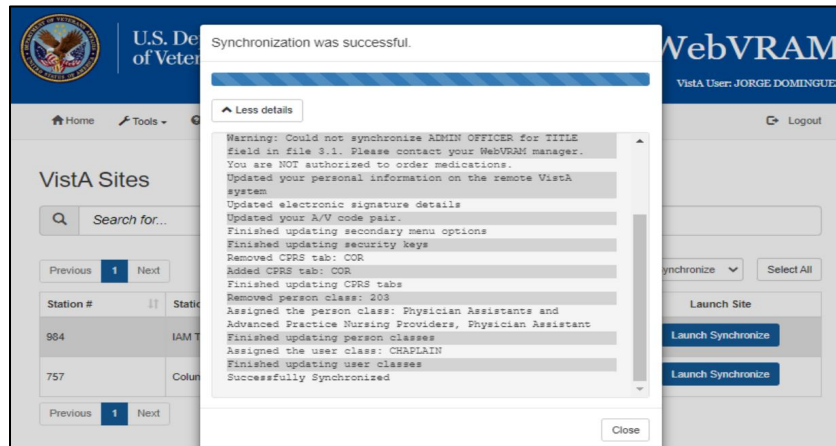 U.S. De
of Veter
WebVRAM
VistA User: JORGE DOMINGUE
Home
Tools
Logout
Synchronization was successful.
Less details
Warning: Could not synchronize ADMIN OFFICER for TITLE
field in file 3.1. Please contact your WebVRAM manager.
You are NOT authorized to order medications.
Updated your personal information on the remote VistA
system
Updated electronic signature details
Updated your A/V code pair.
Finished updating secondary menu options
Finished updating security keys
Removed CPRS tab: COR
Added CPRS tab: COR
Finished updating CPRS tabs
Removed person class: 203
Assigned the person class: Physician Assistants and
Advanced Practice Nursing Providers, Physician Assistant
Finished updating person classes
Assigned the user class: CHAPLAIN
Finished updating user classes
Successfully Synchronized
Close
VistA Sites
Search for...
Previous 1 Next
ynchronize
Select All
Station # Static Launch Site
984 IAM T Launch Synchronize
757 Colun Launch Synchronize
Previous 1 Next